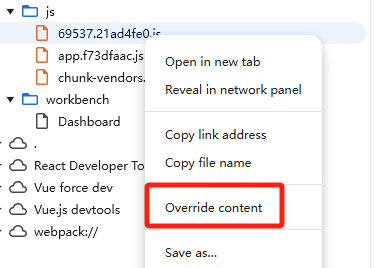 js
69537.21ad4fe0.js
app.f73dfaac.js
chunk-vendors.
workbench
Dashboard
.
React Developer To
Vue force dev
Vue.js devtools
webpack://
Open in new tab
Reveal in network panel
Copy link address
Copy file name
Override content
Save as...